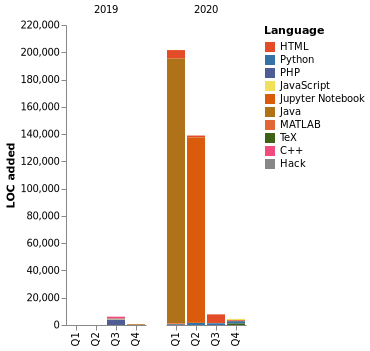 2019
2020
LOC added
220,000
200,000
180,000
160,000
140,000
120,000
100,000
80,000
60,000
40,000
20,000
0
Q1
Q2
Q3
Q4
Q1
Q2
Q3
Q4
Language
HTML
Python
PHP
JavaScript
Jupyter Notebook
Java
MATLAB
TeX
C++
Hack